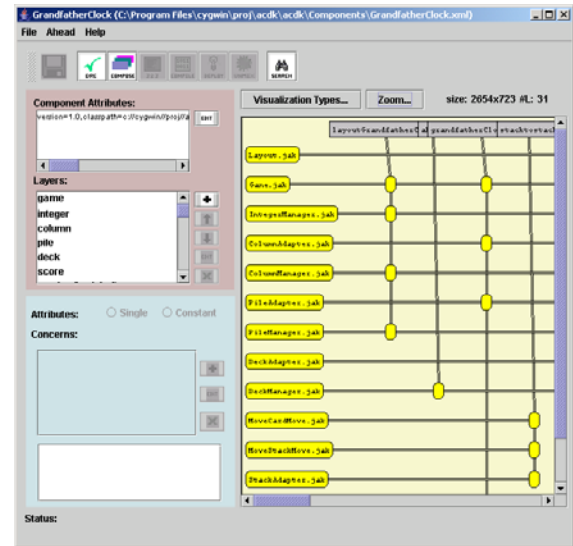 GrandfatherClock (C:\Program Files\cygwin\proj\acdk\acdk\Components\GrandfatherClock.xml)
File Ahead Help
DRC COMPOSE SEARCH
Component Attributes:
version=1.0,classpath=c://cygwin//proj//a
EDIT
Layers:
game
integer
column
pile
deck
score
Attributes: Single Constant
Concerns:
EDIT
Visualization Types... Zoom... size: 2654x723 #L: 31
Layout.jak
Game.jak
IntegerManager.jak
ColumnAdapter.jak
ColumnManager.jak
PileAdapter.jak
PileManager.jak
DeckAdapter.jak
DeckManager.jak
MoveCardMove.jak
MoveStackMove.jak
StackAdapter.jak
Status: